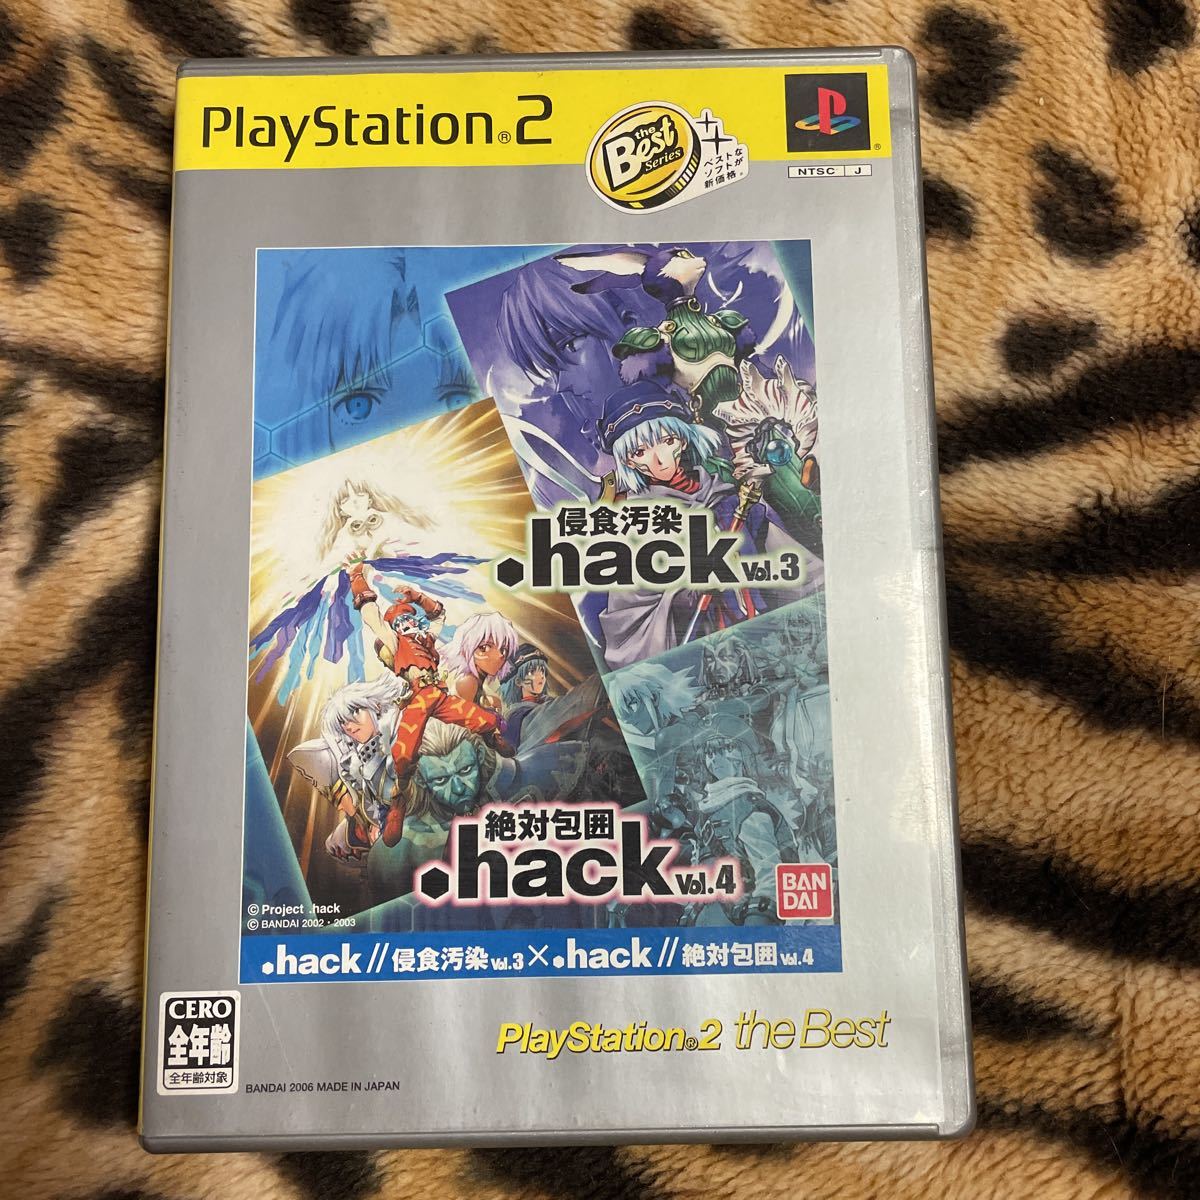 PlayStation®2
the Best Series
ベストな
ソフトが
新価格。
®
NTSC J
侵食汚染
.hack Vol.3
絶対包囲
.hack Vol.4
BAN
DAI
© Project .hack
© BANDAI 2002・2003
.hack//侵食汚染 Vol.3×.hack//絶対包囲 Vol.4
CERO
全年齢
全年齢対象
PlayStation®2 the Best
BANDAI 2006 MADE IN JAPAN